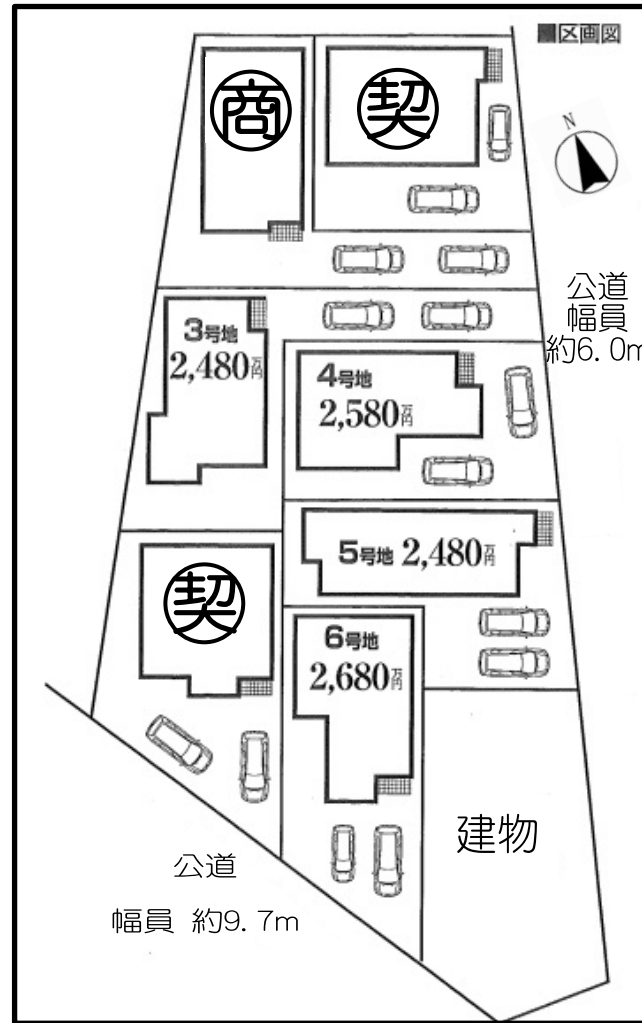 ■区画図
商
契
N
公道
幅員
約6.0m
3号地
2,480万円
4号地
2,580万円
5号地 2,480万円
契
6号地
2,680万円
建物
公道
幅員 約9.7m